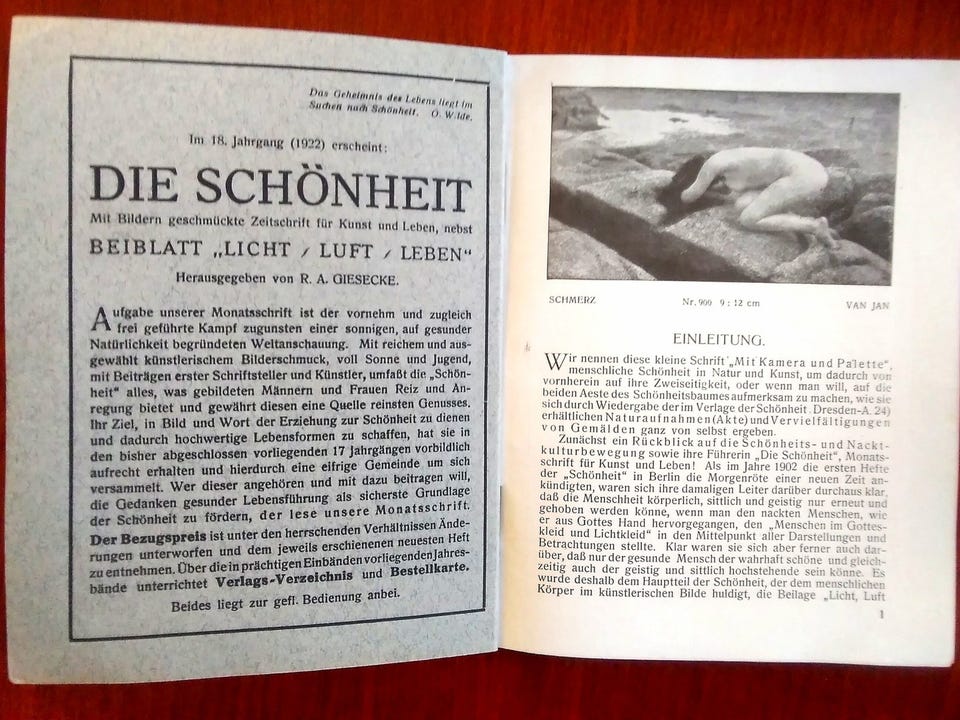 Das Geheimnis des Lebens liegt im
Suchen nach Schönheit. O. Wilde.
Im 18. Jahrgang (1922) erscheint:
DIE SCHÖNHEIT
Mit Bildern geschmückte Zeitschrift für Kunst und Leben, nebst
BEIBLATT „LICHT / LUFT / LEBEN“
Herausgegeben von R. A. GIESECKE.
Aufgabe unserer Monatsschrift ist der vornehm und zugleich
frei geführte Kampf zugunsten einer sonnigen, auf gesunder
Natürlichkeit begründeten Weltanschauung. Mit reichem und aus-
gewählt künstlerischem Bilderschmuck, voll Sonne und Jugend,
mit Beiträgen erster Schriftsteller und Künstler, umfaßt die „Schön-
heit“ alles, was gebildeten Männern und Frauen Reiz und An-
regung bietet und gewährt diesen eine Quelle reinsten Genusses.
Ihr Ziel, in Bild und Wort der Erziehung zur Schönheit zu dienen
und dadurch hochwertige Lebensformen zu schaffen, hat sie in
den bisher abgeschlossen vorliegenden 17 Jahrgängen vorbildlich
aufrecht erhalten und hierdurch eine eifrige Gemeinde um sich
versammelt. Wer dieser angehören und mit dazu beitragen will,
die Gedanken gesunder Lebensführung als sicherste Grundlage
der Schönheit zu fördern, der lese unsere Monatsschrift.
Der Bezugspreis ist unter den herrschenden Verhältnissen Ände-
rungen unterworfen und dem jeweils erschienenen neuesten Heft
zu entnehmen. Über die in prächtigen Einbänden vorliegenden Jahres-
bände unterrichtet Verlags-Verzeichnis und Bestellkarte.
Beides liegt zur gefl. Bedienung anbei.
SCHMERZ Nr. 900 9 : 12 cm VAN JAN
EINLEITUNG.
Wir nennen diese kleine Schrift „Mit Kamera und Palette“,
menschliche Schönheit in Natur und Kunst, um dadurch von
vornherein auf ihre Zweiseitigkeit, oder wenn man will, auf die
beiden Aeste des Schönheitsbaumes aufmerksam zu machen, wie sie
sich durch Wiedergabe der im Verlage der Schönheit. Dresden-A. 24)
erhältlichen Naturaufnahmen (Akte) und Vervielfältigungen
von Gemälden ganz von selbst ergeben.
Zunächst ein Rückblick auf die Schönheits- und Nackt-
kulturbewegung sowie ihre Führerin „Die Schönheit“, Monats-
schrift für Kunst und Leben! Als im Jahre 1902 die ersten Hefte
der „Schönheit“ in Berlin die Morgenröte einer neuen Zeit an-
kündigten, waren sich ihre damaligen Leiter darüber durchaus klar,
daß die Menschheit körperlich, sittlich und geistig nur erneut und
gehoben werden könne, wenn man den nackten Menschen, wie
er aus Gottes Hand hervorgegangen, den „Menschen im Gottes-
kleid und Lichtkleid“ in den Mittelpunkt aller Darstellungen und
Betrachtungen stellte. Klar waren sie sich aber ferner auch dar-
über, daß nur der gesunde Mensch der wahrhaft schöne und gleich-
zeitig auch der geistig und sittlich hochstehende sein könne. Es
wurde deshalb dem Hauptteil der Schönheit, der dem menschlichen
Körper im künstlerischen Bilde huldigt, die Beilage „Licht, Luft
1